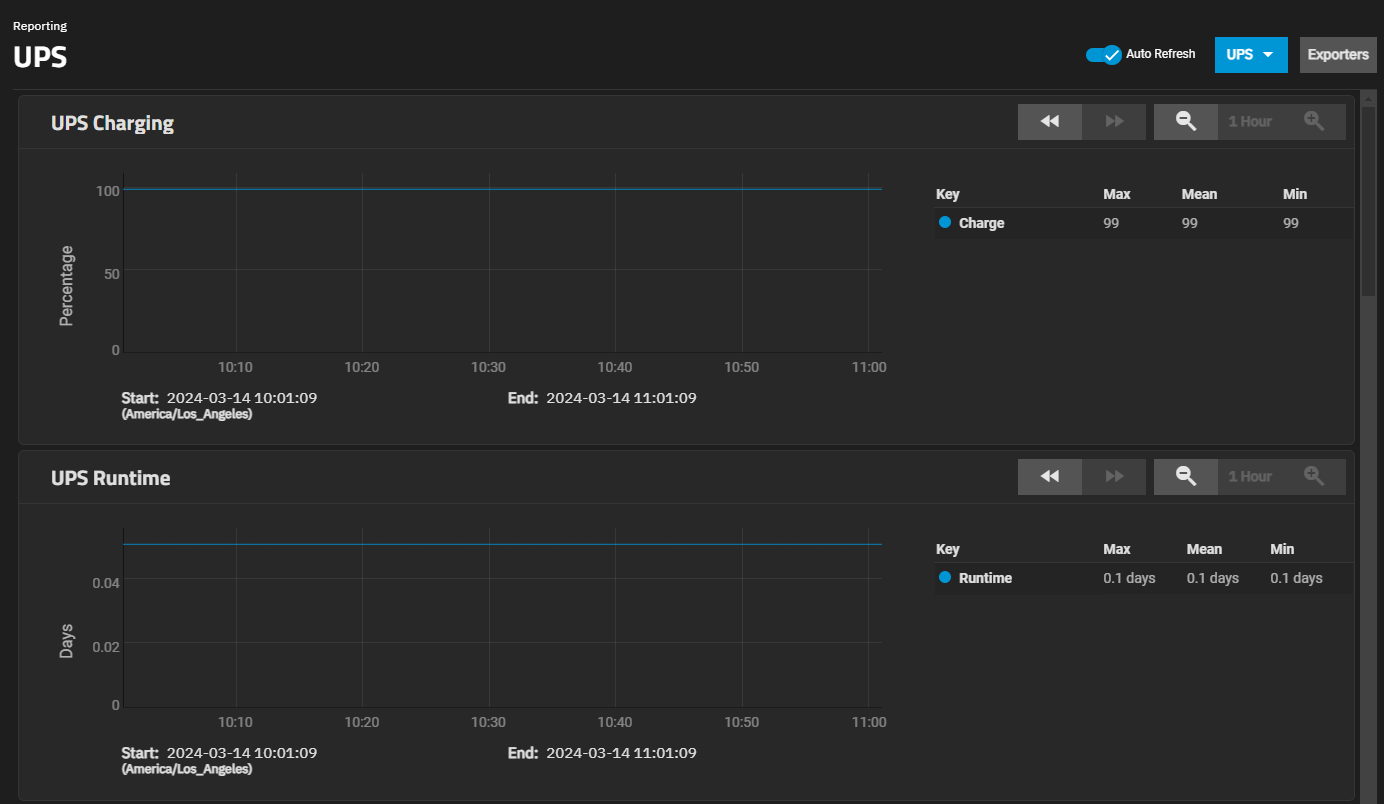 Reporting
UPS
Auto Refresh
UPS
Exporters
UPS Charging
1 Hour
100
50
0
Percentage
10:10 10:20 10:30 10:40 10:50 11:00
Start: 2024-03-14 10:01:09 End: 2024-03-14 11:01:09
(America/Los_Angeles)
Key Max Mean Min
Charge 99 99 99
UPS Runtime
1 Hour
0.04
0.02
0
Days
10:10 10:20 10:30 10:40 10:50 11:00
Start: 2024-03-14 10:01:09 End: 2024-03-14 11:01:09
(America/Los_Angeles)
Key Max Mean Min
Runtime 0.1 days 0.1 days 0.1 days